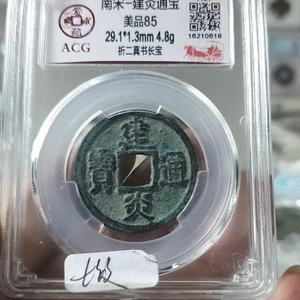 南宋-建炎通宝
美品85
ACG
29.1*1.3mm 4.8g
折二真书长宝
16210618
建
寳 通
炎